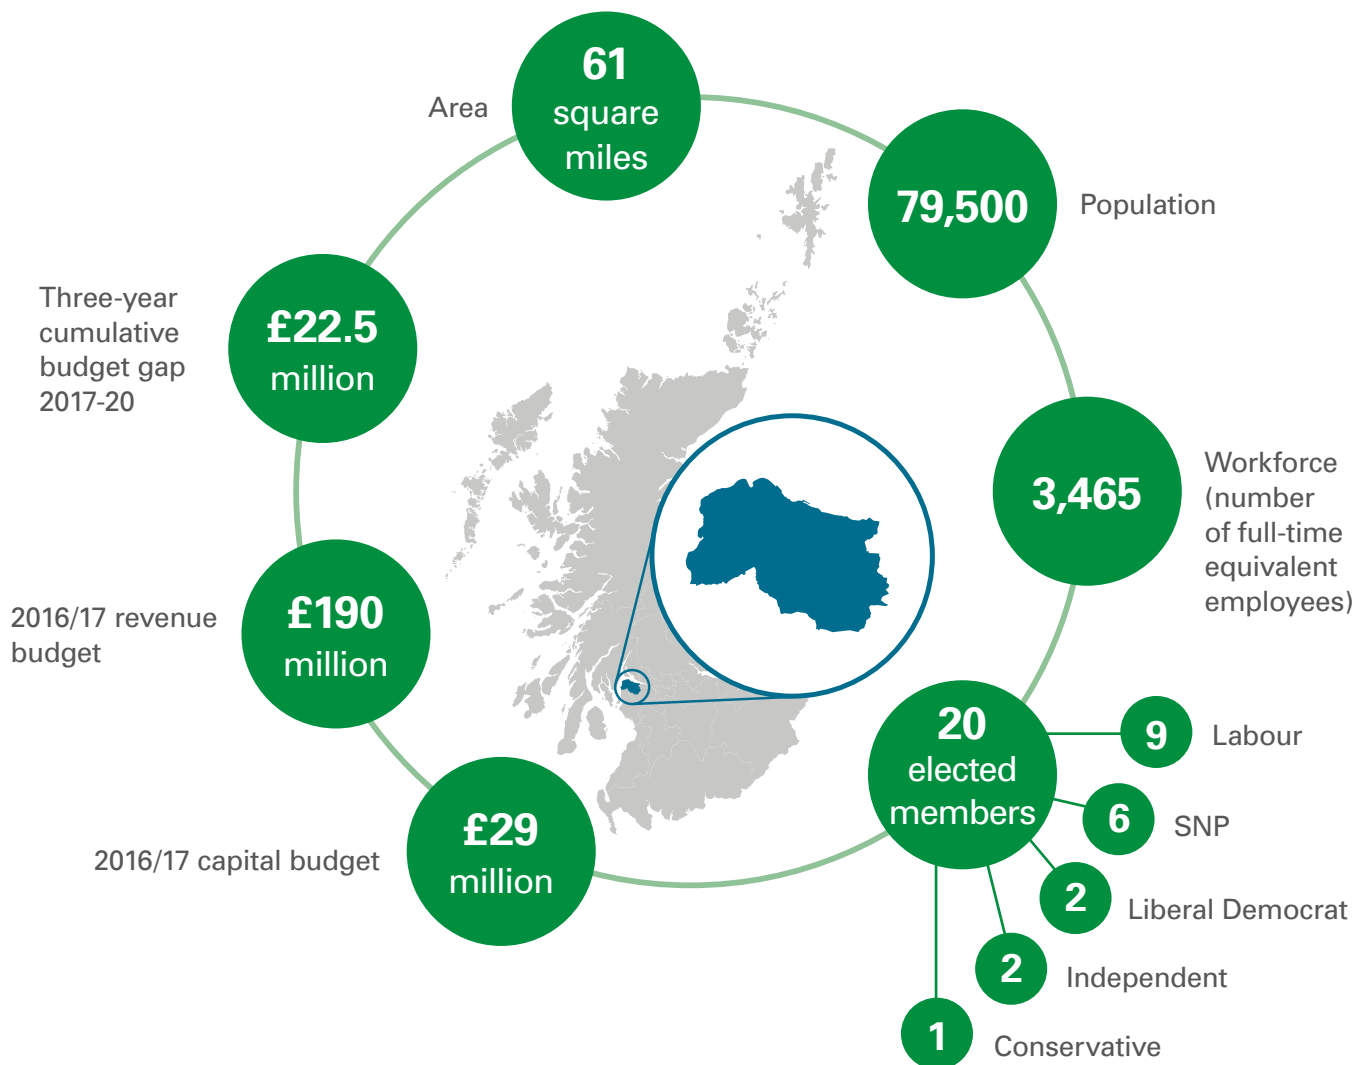 Area
61
square
miles
79,500
Population
Three-year
cumulative
budget gap
2017-20
£22.5
million
3,465
Workforce
(number
of full-time
equivalent
employees)
2016/17 revenue
budget
£190
million
20
elected
members
9
Labour
6
SNP
2
Liberal Democrat
2
Independent
1
Conservative
2016/17 capital budget
£29
million